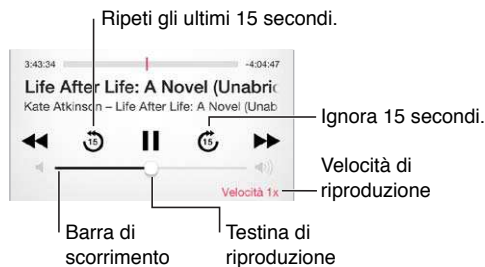 Ripeti gli ultimi 15 secondi.
3:43:34
-4:04:47
Life After Life: A Novel (Unabric
Kate Atkinson – Life After Life: A Novel (Unab
15
15
Ignora 15 secondi.
Velocità 1x
Velocità di
riproduzione
Barra di
scorrimento
Testina di
riproduzione